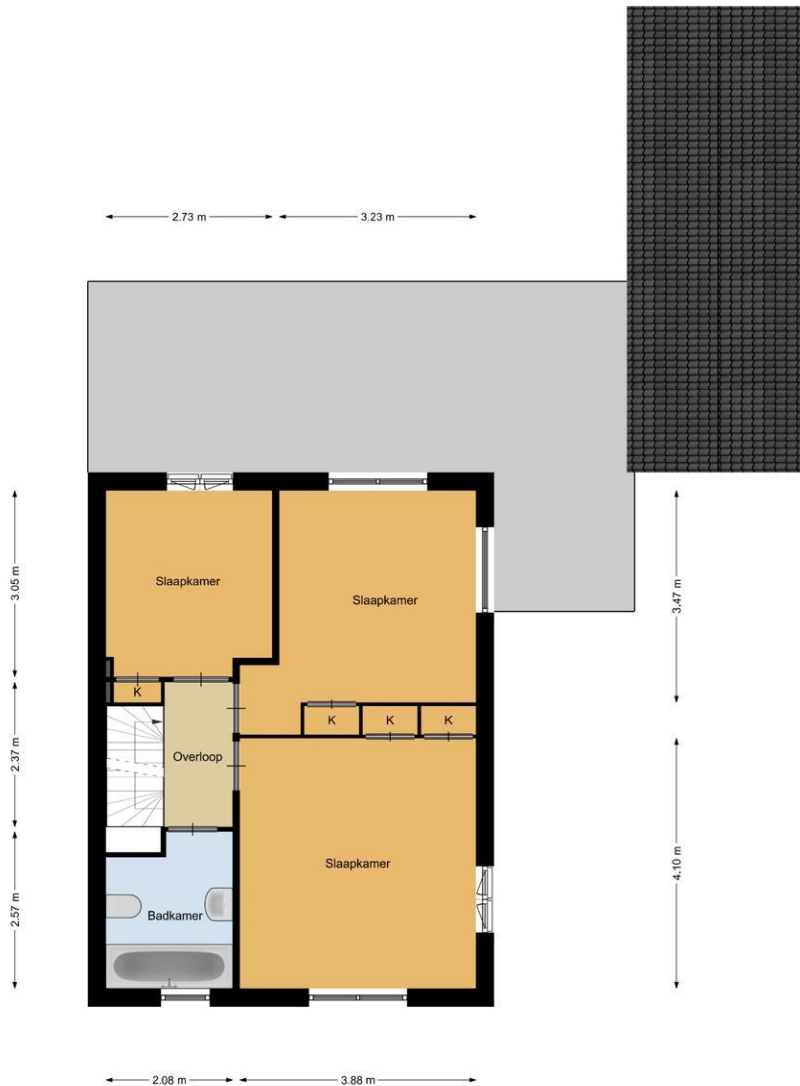 2.73 m
3.23 m
3.05 m
3.47 m
Slaapkamer
Slaapkamer
K
2.37 m
K
K
K
Overloop
Slaapkamer
4.10 m
2.57 m
Badkamer
2.08 m
3.88 m